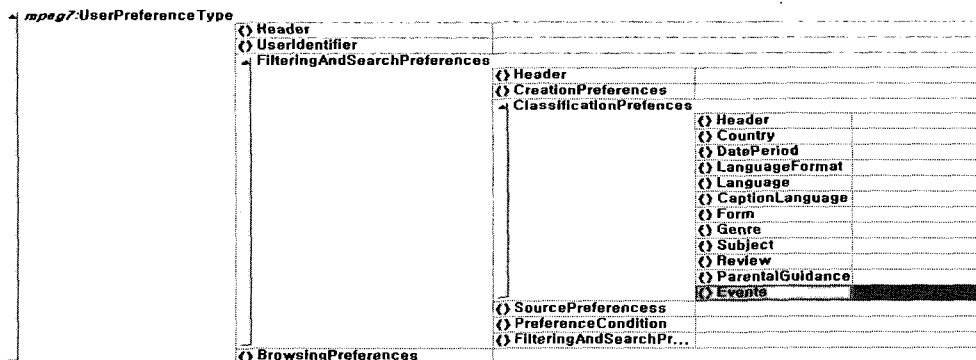 mpeg7:UserPreferenceType
Header
UserIdentifier
FilteringAndSearchPreferences
Header
CreationPreferences
ClassificationPrefences
Header
Country
DatePeriod
LanguageFormat
Language
CaptionLanguage
Form
Genre
Subject
Review
ParentalGuidance
Events
SourcePreferencess
PreferenceCondition
FilteringAndSearchPr...
BrowsingPreferences